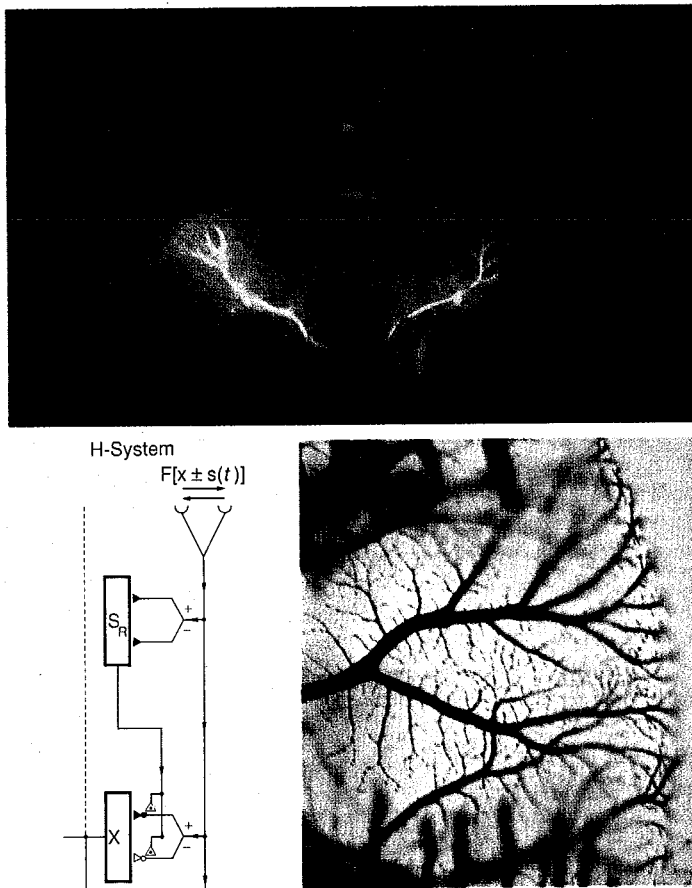 H-System
F[x ± s(t)]
S_R
+
−
X
+
−